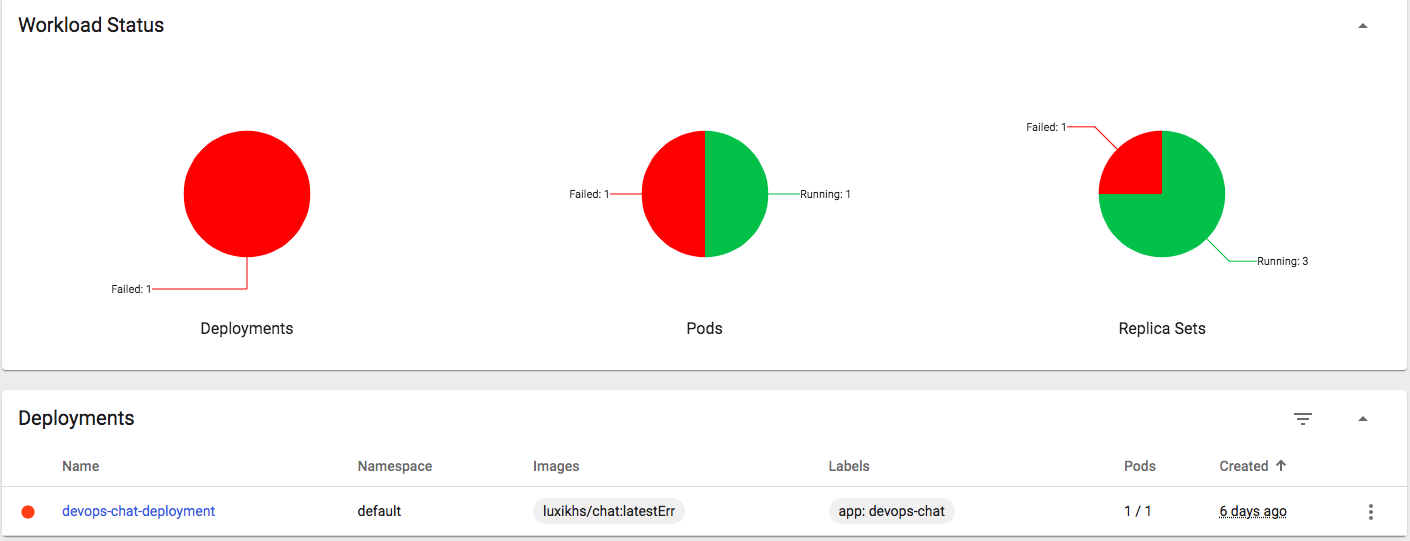 Workload Status
Failed: 1
Deployments
Failed: 1
Running: 1
Pods
Failed: 1
Running: 3
Replica Sets
Deployments
Name Namespace Images Labels Pods Created
devops-chat-deployment default luxikhs/chat:latestErr app: devops-chat 1 / 1 6 days ago